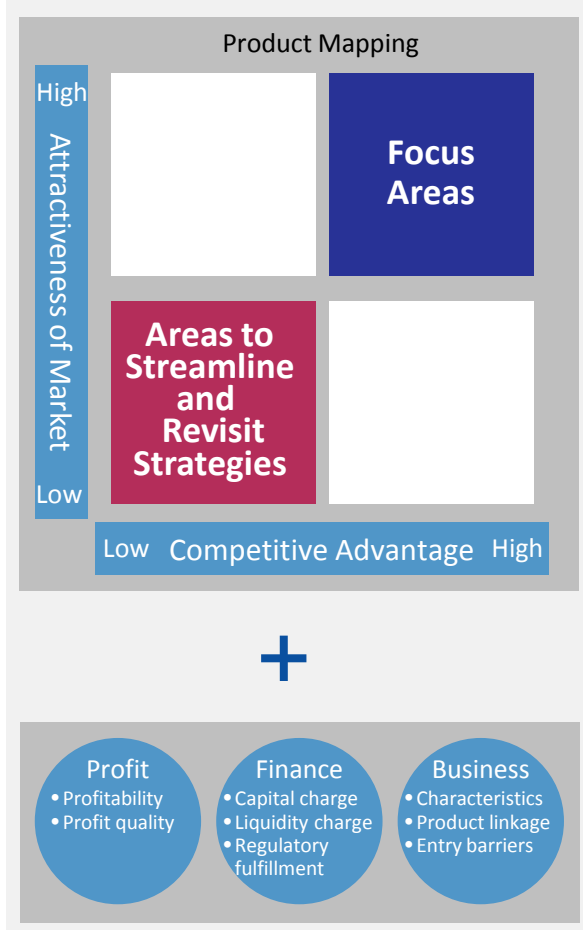 Product Mapping
High
Attractiveness of Market
Low
Focus
Areas
Areas to
Streamline
and
Revisit
Strategies
Low Competitive Advantage High
+
Profit
• Profitability
• Profit quality
Finance
• Capital charge
• Liquidity charge
• Regulatory
fulfillment
Business
• Characteristics
• Product linkage
• Entry barriers